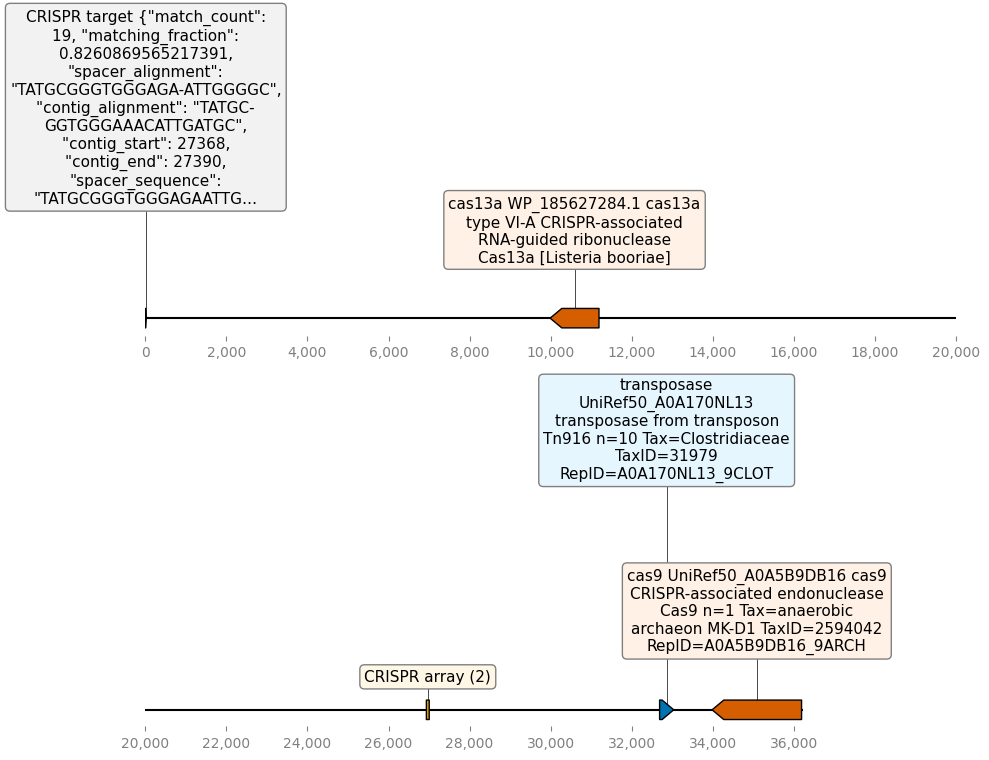 CRISPR target {"match_count":
19, "matching_fraction":
0.8260869565217391,
"spacer_alignment":
"TATGCGGGTGGGAGA-ATTGGGGC",
"contig_alignment": "TATGC-
GGTGGGAAACATTGATGC",
"contig_start": 27368,
"contig_end": 27390,
"spacer_sequence":
"TATGCGGGTGGGAGAATTG...
cas13a WP_185627284.1 cas13a
type VI-A CRISPR-associated
RNA-guided ribonuclease
Cas13a [Listeria booriae]
0 2,000 4,000 6,000 8,000 10,000 12,000 14,000 16,000 18,000 20,000
transposase
UniRef50_A0A170NL13
transposase from transposon
Tn916 n=10 Tax=Clostridiaceae
TaxID=31979
RepID=A0A170NL13_9CLOT
cas9 UniRef50_A0A5B9DB16 cas9
CRISPR-associated endonuclease
Cas9 n=1 Tax=anaerobic
archaeon MK-D1 TaxID=2594042
RepID=A0A5B9DB16_9ARCH
CRISPR array (2)
20,000 22,000 24,000 26,000 28,000 30,000 32,000 34,000 36,000